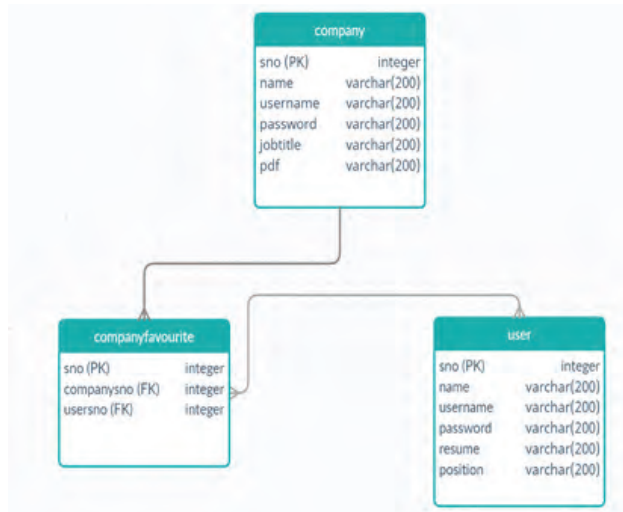 company
sno (PK) integer
name varchar(200)
username varchar(200)
password varchar(200)
jobtitle varchar(200)
pdf varchar(200)
companyfavourite
sno (PK) integer
companysno (FK) integer
usersno (FK) integer
user
sno (PK) integer
name varchar(200)
username varchar(200)
password varchar(200)
resume varchar(200)
position varchar(200)